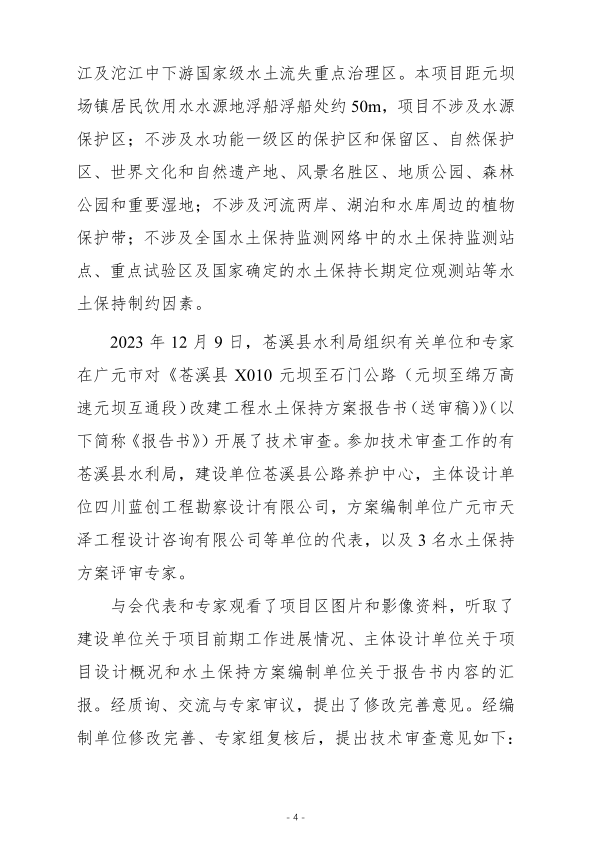 江及沱江中下游国家级水土流失重点治理区。本项目距元坝
场镇居民饮用水水源地浮船浮船处约 50m，项目不涉及水源
保护区；不涉及水功能一级区的保护区和保留区、自然保护
区、世界文化和自然遗产地、风景名胜区、地质公园、森林
公园和重要湿地；不涉及河流两岸、湖泊和水库周边的植物
保护带；不涉及全国水土保持监测网络中的水土保持监测站
点、重点试验区及国家确定的水土保持长期定位观测站等水
土保持制约因素。
2023 年 12 月 9 日，苍溪县水利局组织有关单位和专家
在广元市对《苍溪县 X010 元坝至石门公路（元坝至绵万高
速元坝互通段）改建工程水土保持方案报告书（送审稿）》（以
下简称《报告书》）开展了技术审查。参加技术审查工作的有
苍溪县水利局，建设单位苍溪县公路养护中心，主体设计单
位四川蓝创工程勘察设计有限公司，方案编制单位广元市天
泽工程设计咨询有限公司等单位的代表，以及 3 名水土保持
方案评审专家。
与会代表和专家观看了项目区图片和影像资料，听取了
建设单位关于项目前期工作进展情况、主体设计单位关于项
目设计概况和水土保持方案编制单位关于报告书内容的汇
报。经质询、交流与专家审议，提出了修改完善意见。经编
制单位修改完善、专家组复核后，提出技术审查意见如下：
- 4 -